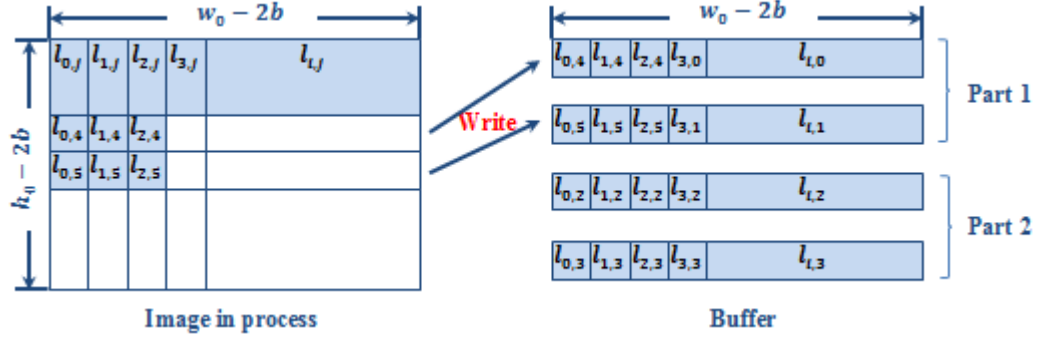 w₀ − 2b
l₀,ⱼ l₁,ⱼ l₂,ⱼ l₃,ⱼ lᵢ,ⱼ
l₀,₄ l₁,₄ l₂,₄
l₀,₅ l₁,₅ l₂,₅
h₀ − 2b
Image in process
Write
w₀ − 2b
l₀,₄ l₁,₄ l₂,₄ l₃,₀ lᵢ,₀
l₀,₅ l₁,₅ l₂,₅ l₃,₁ lᵢ,₁
Part 1
l₀,₂ l₁,₂ l₂,₂ l₃,₂ lᵢ,₂
l₀,₃ l₁,₃ l₂,₃ l₃,₃ lᵢ,₃
Part 2
Buffer